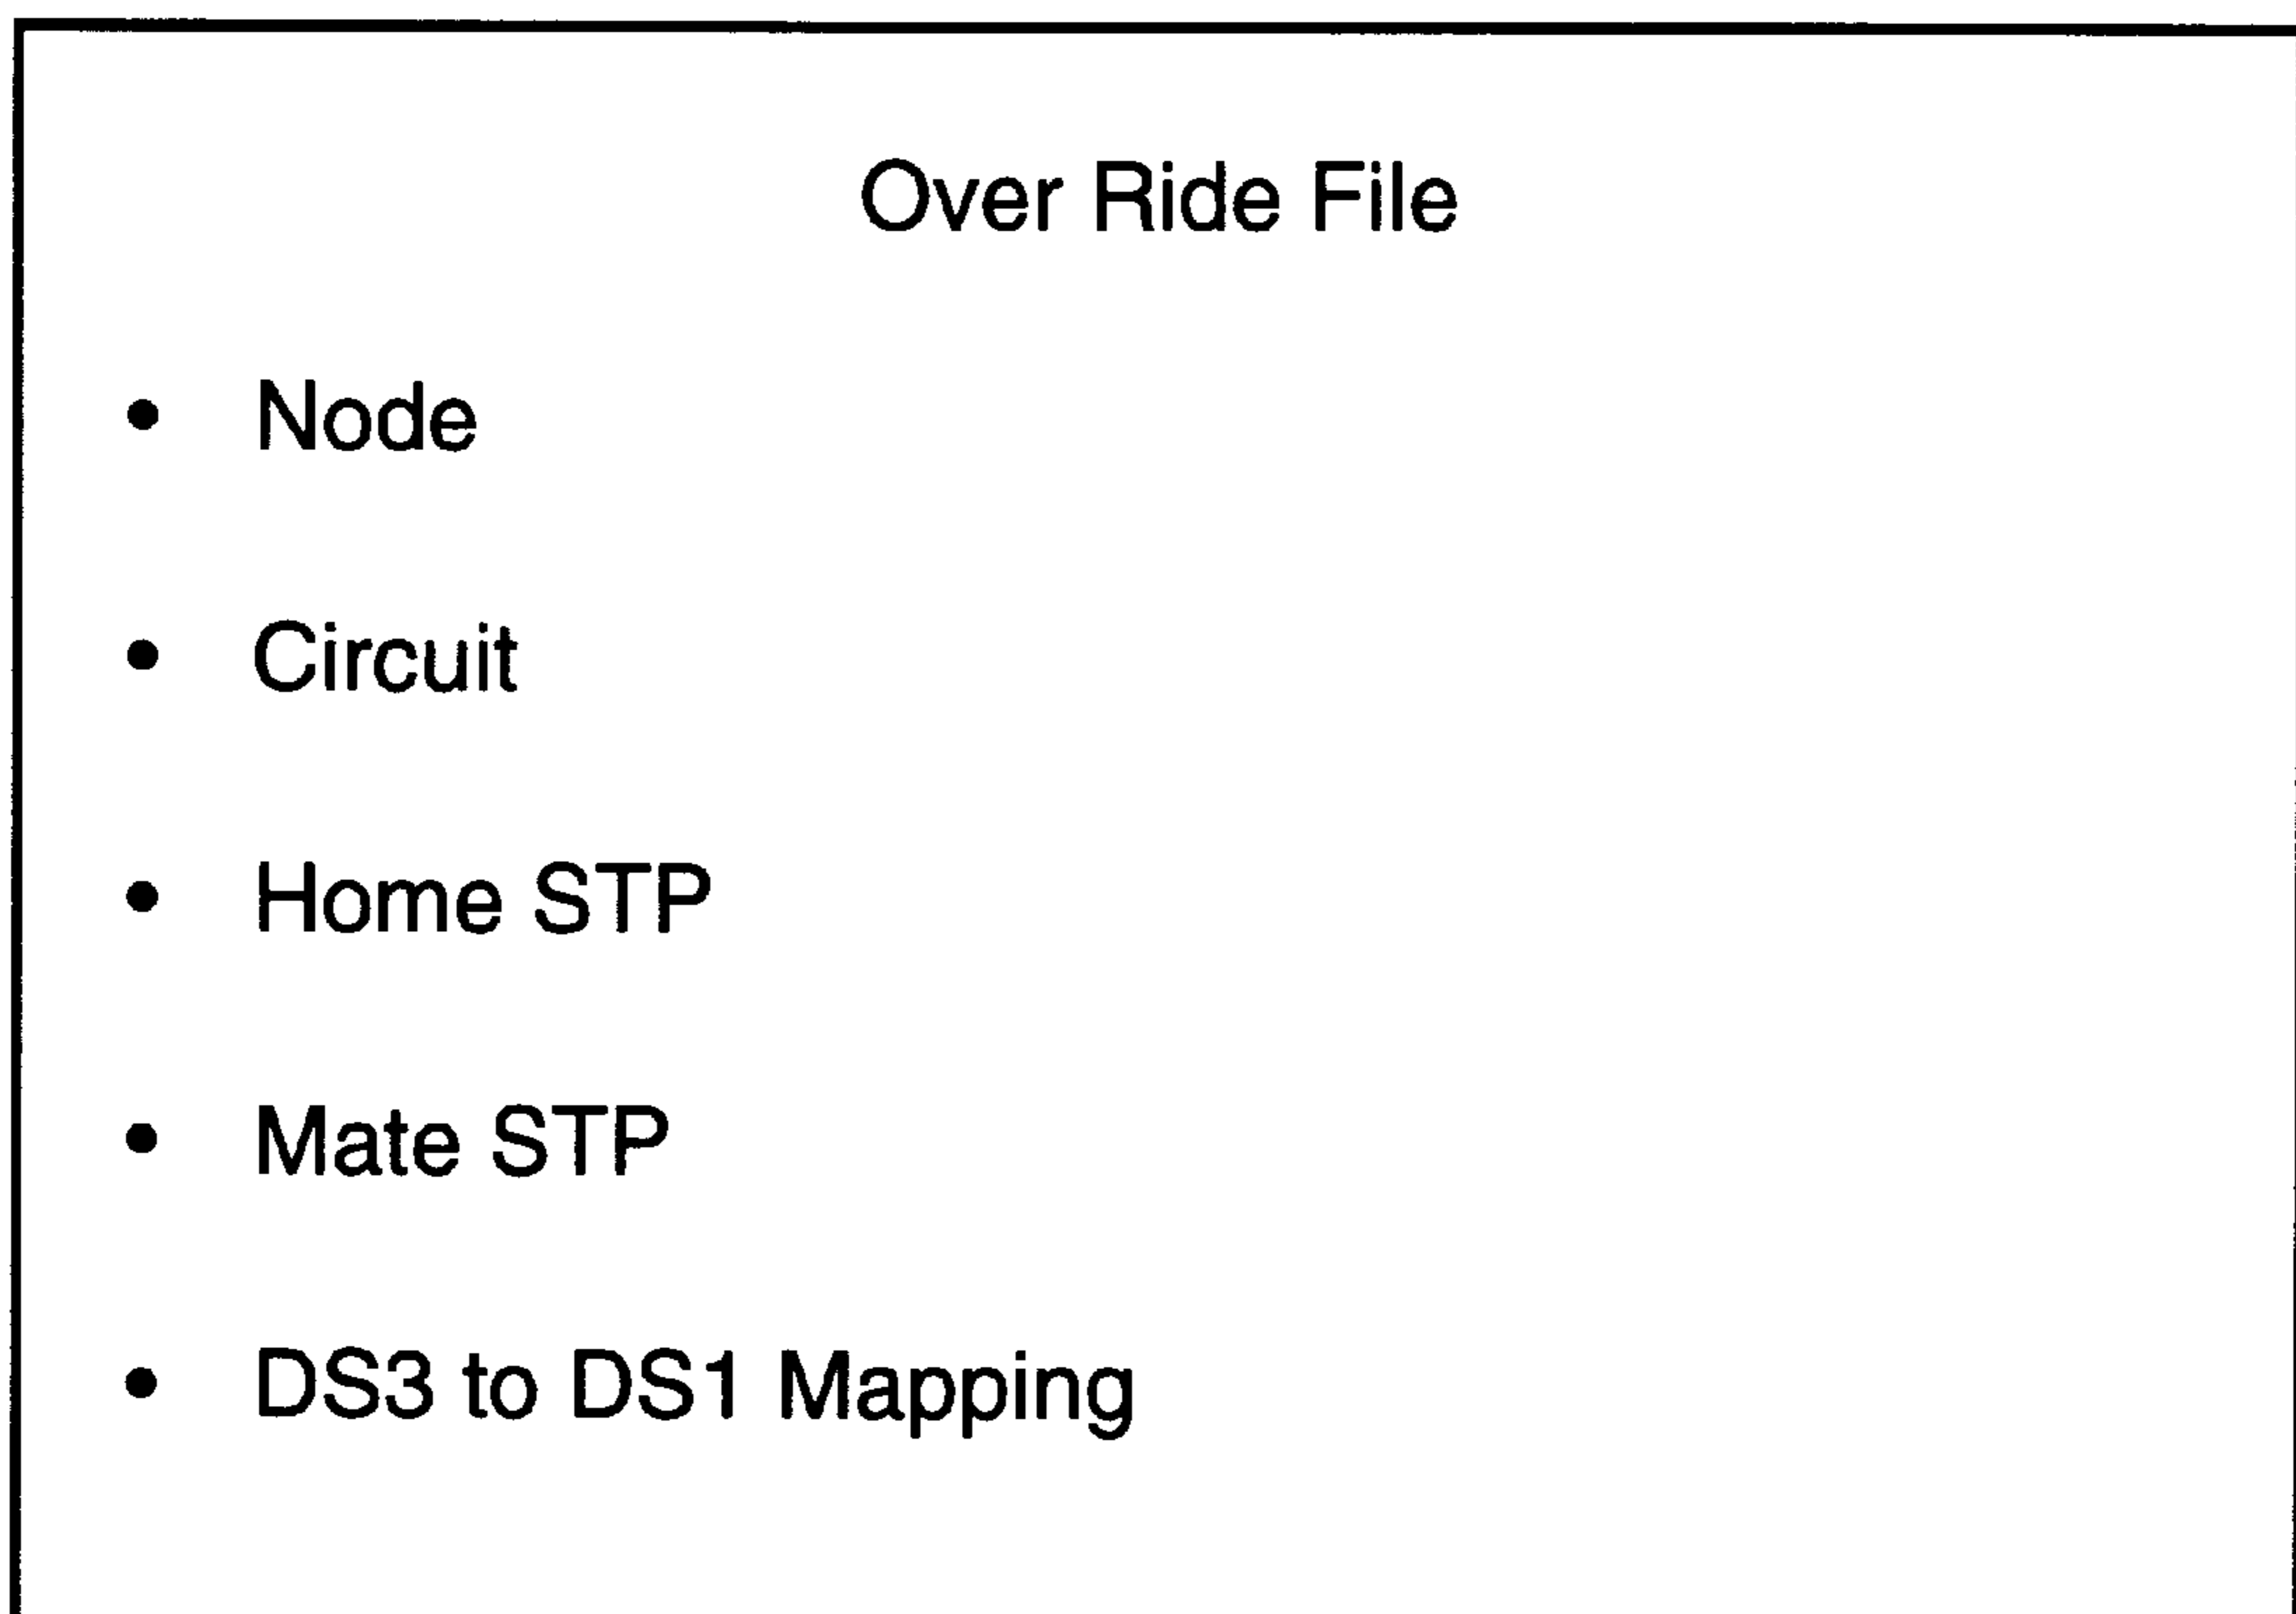 Over Ride File
• Node
• Circuit
• Home STP
• Mate STP
• DS3 to DS1 Mapping